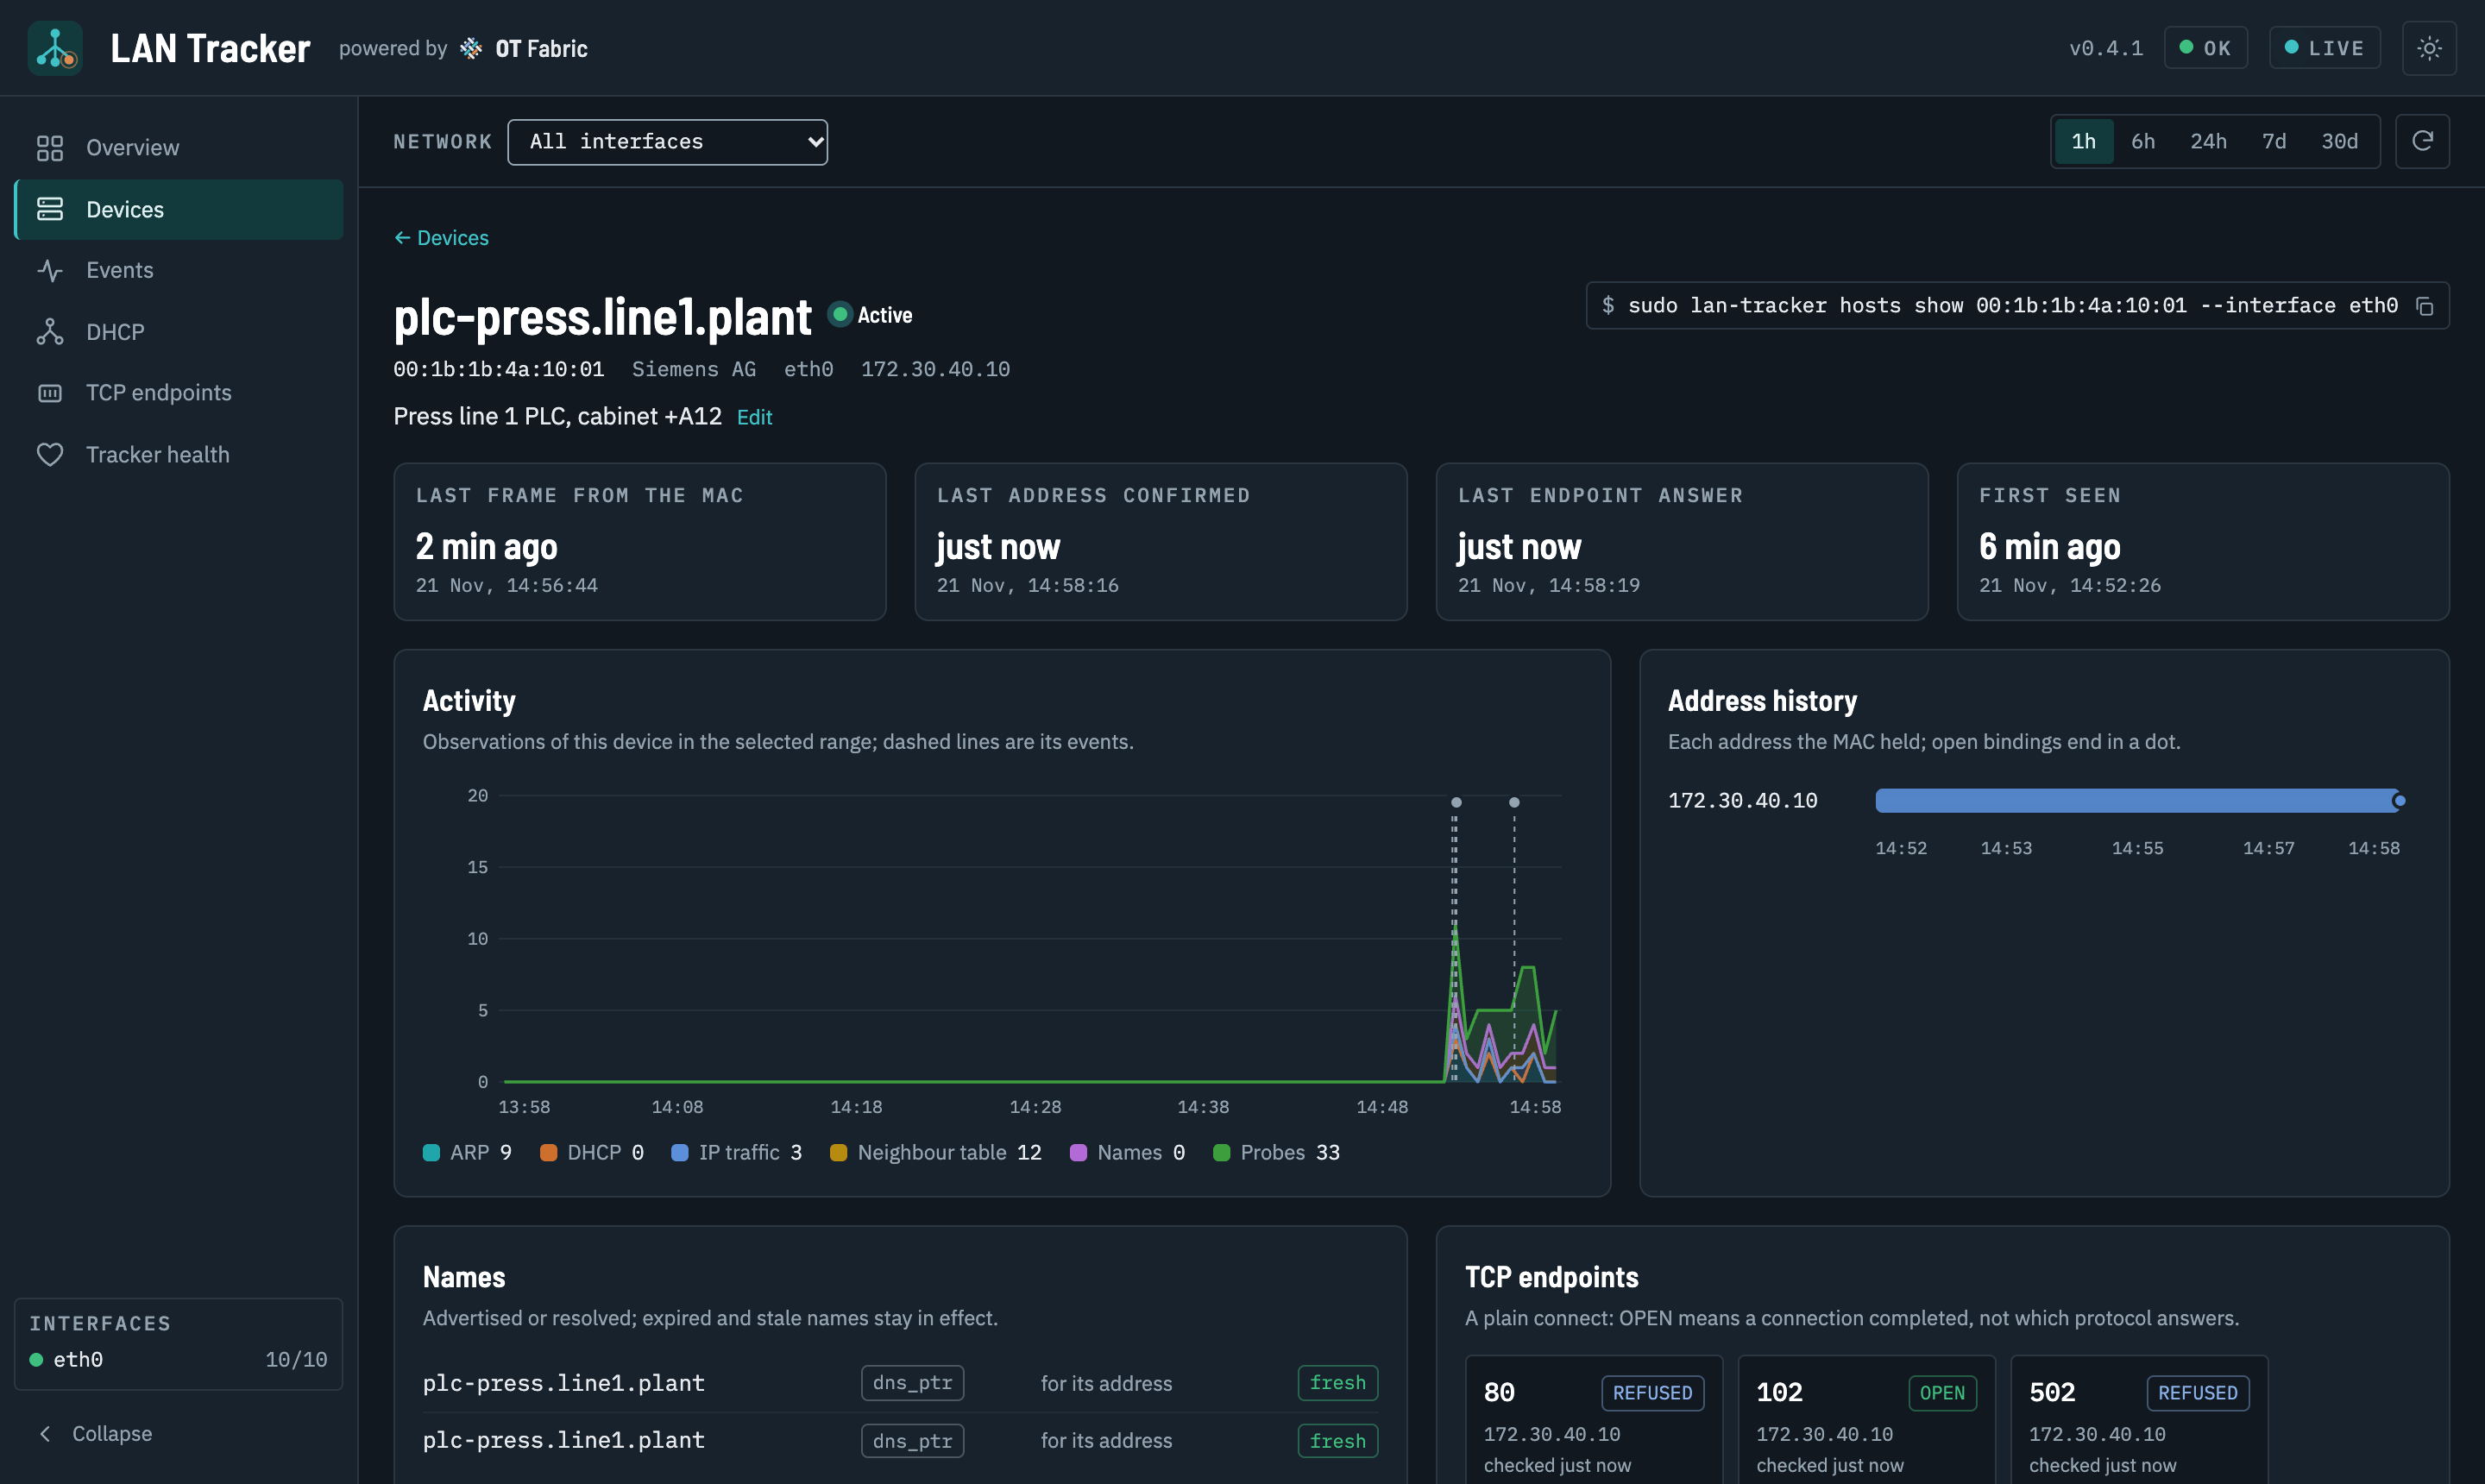 LAN Tracker powered by OT Fabric
v0.4.1 OK LIVE
Overview
Devices
Events
DHCP
TCP endpoints
Tracker health
INTERFACES
eth0 10/10
Collapse
NETWORK All interfaces 1h 6h 24h 7d 30d
← Devices
plc-press.line1.plant Active
$ sudo lan-tracker hosts show 00:1b:1b:4a:10:01 --interface eth0
00:1b:1b:4a:10:01 Siemens AG eth0 172.30.40.10
Press line 1 PLC, cabinet +A12 Edit
LAST FRAME FROM THE MAC
2 min ago
21 Nov, 14:56:44
LAST ADDRESS CONFIRMED
just now
21 Nov, 14:58:16
LAST ENDPOINT ANSWER
just now
21 Nov, 14:58:19
FIRST SEEN
6 min ago
21 Nov, 14:52:26
Activity
Observations of this device in the selected range; dashed lines are its events.
20
15
10
5
0
13:58 14:08 14:18 14:28 14:38 14:48 14:58
ARP 9 DHCP 0 IP traffic 3 Neighbour table 12 Names 0 Probes 33
Address history
Each address the MAC held; open bindings end in a dot.
172.30.40.10
14:52 14:53 14:55 14:57 14:58
Names
Advertised or resolved; expired and stale names stay in effect.
plc-press.line1.plant dns_ptr for its address fresh
plc-press.line1.plant dns_ptr for its address fresh
TCP endpoints
A plain connect: OPEN means a connection completed, not which protocol answers.
80 REFUSED
172.30.40.10
checked just now
102 OPEN
172.30.40.10
checked just now
502 REFUSED
172.30.40.10
checked just now